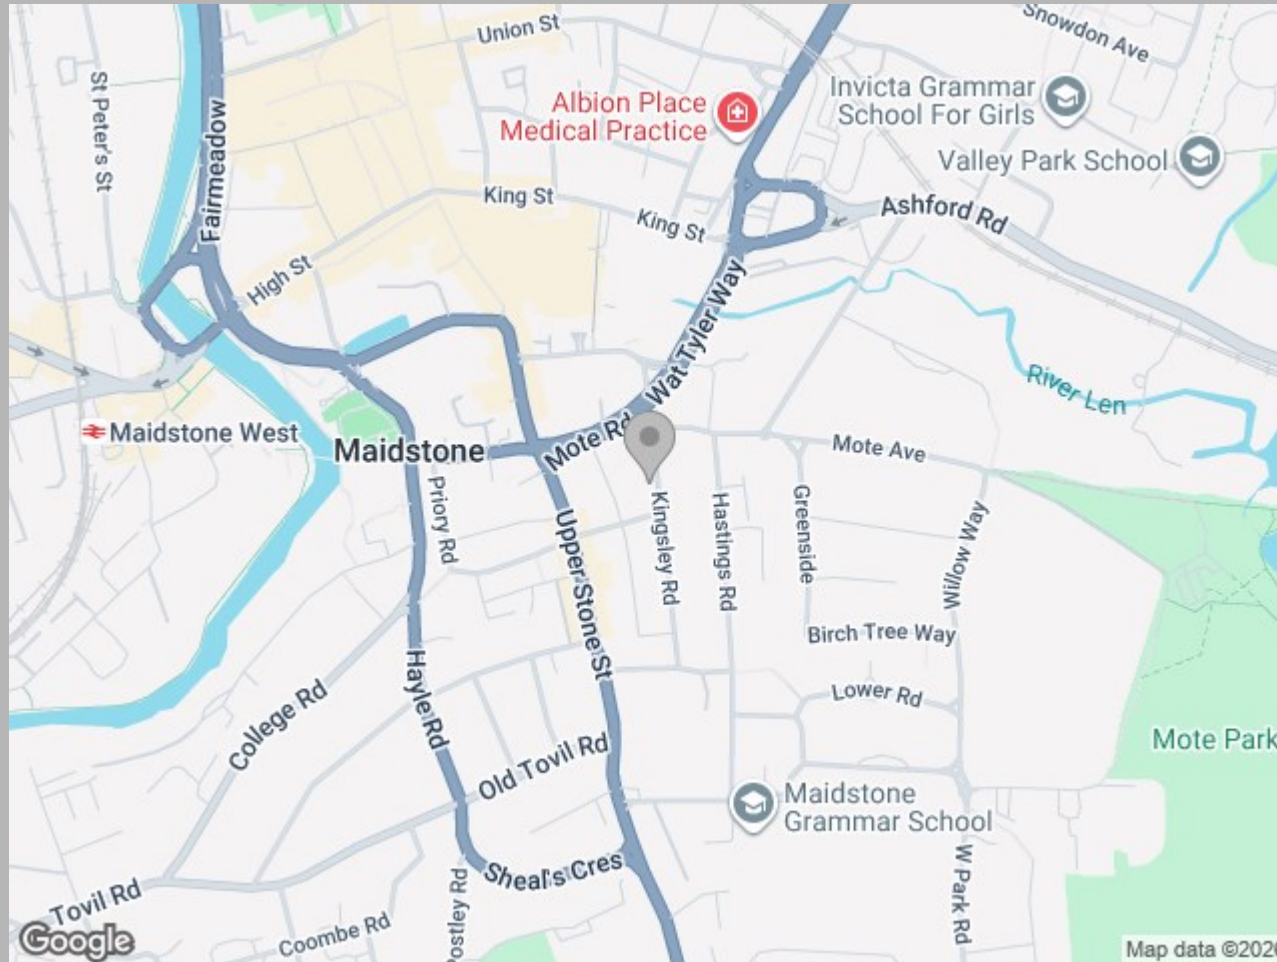 Union St
Snowdon Ave
St Peter's St
Albion Place
Medical Practice
Invicta Grammar
School For Girls
Valley Park School
Fairmeadow
King St
King St
Ashford Rd
High St
Wat Tyler Way
River Len
Maidstone West
Maidstone
Mote Rd
Mote Ave
Priory Rd
Upper Stone St
Kingsley Rd
Hastings Rd
Greenside
Willow Way
Birch Tree Way
Hayle Rd
College Rd
Lower Rd
Old Tovil Rd
Mote Park
Maidstone
Grammar School
Sheal's Cres
Tovil Rd
Postley Rd
W Park Rd
Coombe Rd
Google
Map data ©2026